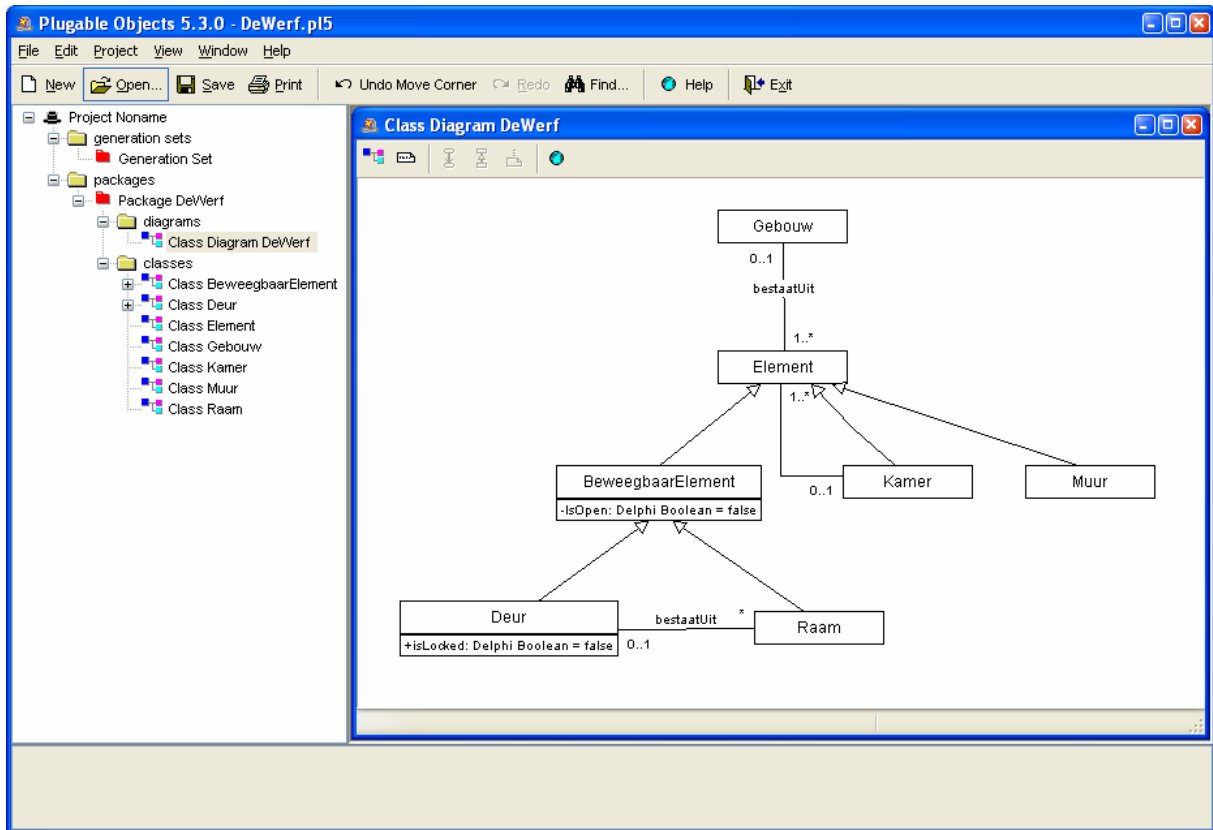 Plugable Objects 5.3.0 - DeWerf.pl5
File Edit Project View Window Help
New Open... Save Print Undo Move Corner Redo Find... Help Exit
Project Noname
generation sets
Generation Set
packages
Package DeWerf
diagrams
Class Diagram DeWerf
classes
Class BeweegbaarElement
Class Deur
Class Element
Class Gebouw
Class Kamer
Class Muur
Class Raam
Class Diagram DeWerf
Gebouw
0..1
bestaatUit
1..*
Element
1..*
BeweegbaarElement
-IsOpen: Delphi Boolean = false
0..1
Kamer
Muur
Deur
+isLocked: Delphi Boolean = false
bestaatUit
*
0..1
Raam